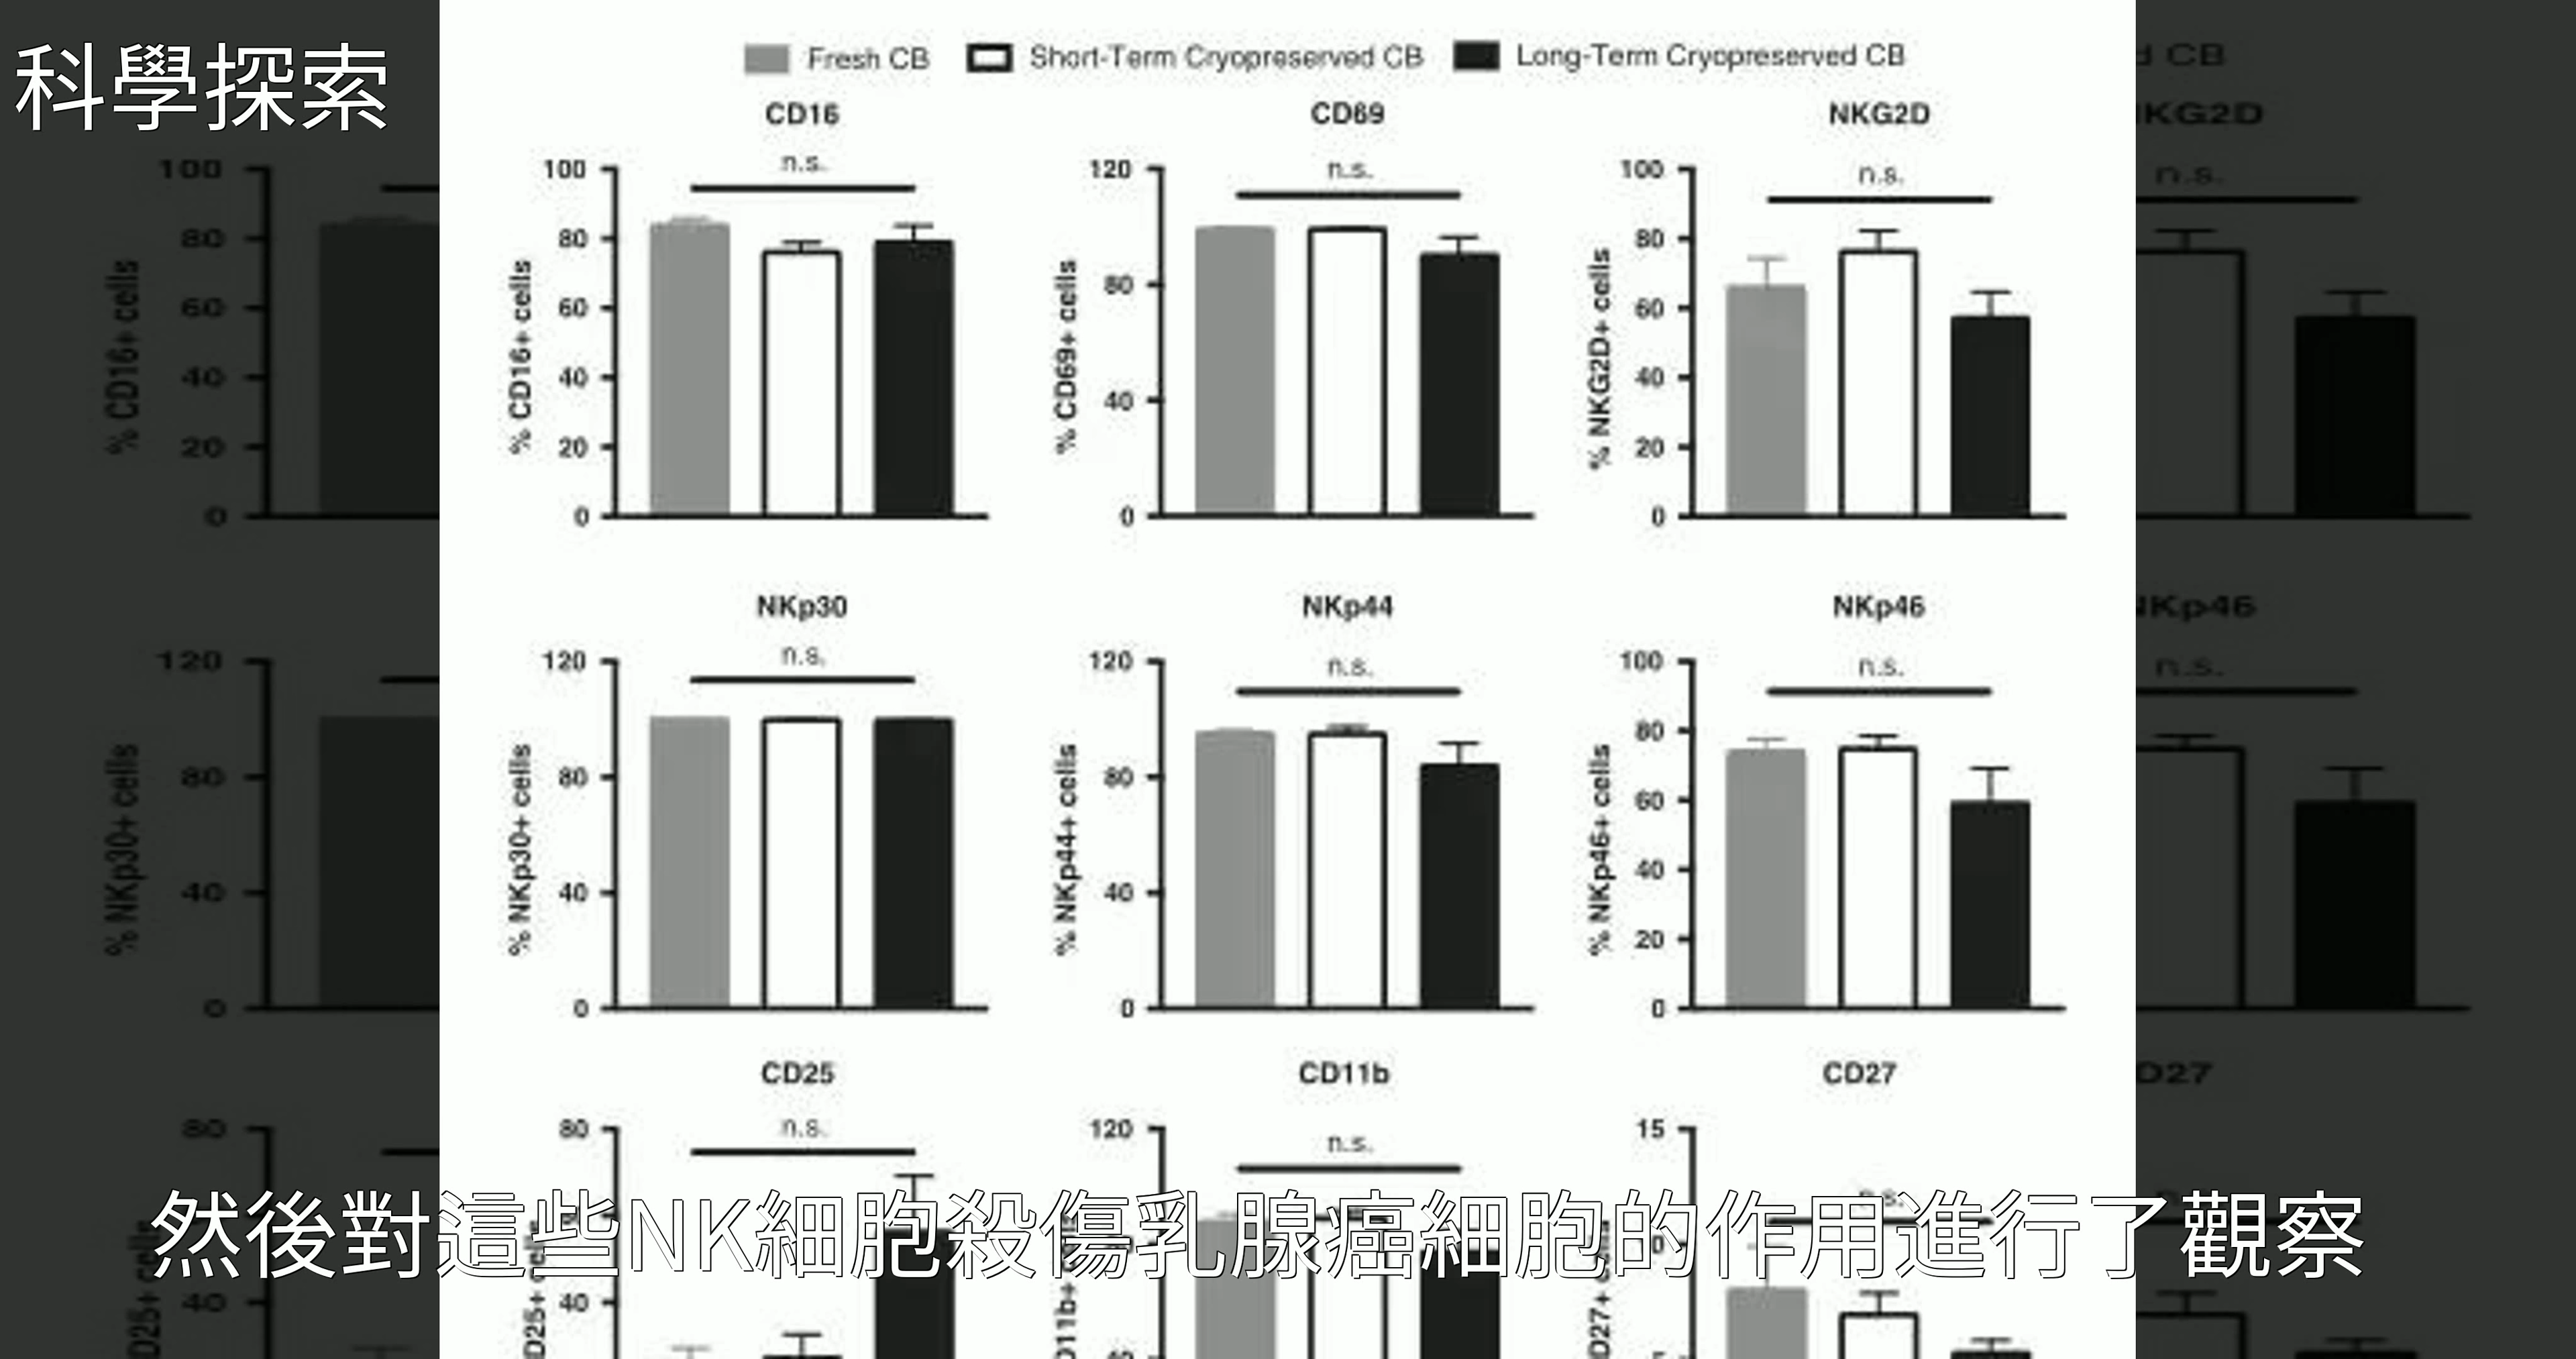 科學探索
Fresh CB Short-Term Cryopreserved CB Long-Term Cryopreserved CB
CD16 CD69 NKG2D
n.s. n.s. n.s.
% CD16+ cells
100
80
60
40
20
0
% CD69+ cells
120
80
40
0
% NKG2D+ cells
100
80
60
40
20
0
NKp30 NKp44 NKp46
n.s. n.s. n.s.
% NKp30+ cells
120
80
40
0
% NKp44+ cells
120
80
40
0
% NKp46+ cells
100
80
60
40
20
0
CD25 CD11b CD27
n.s. n.s. n.s.
80
40
120
15
然後對這些NK細胞殺傷乳腺癌細胞的作用進行了觀察